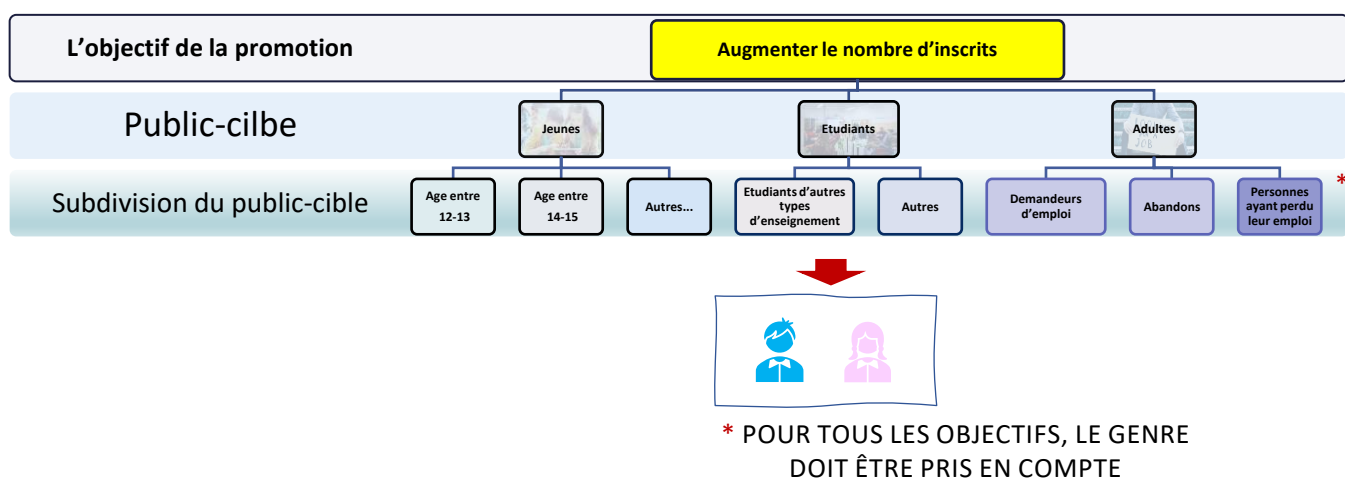 L’objectif de la promotion
Augmenter le nombre d’inscrits
Public-cilbe
Jeunes
Etudiants
Adultes
JOB
Subdivision du public-cible
Age entre
12-13
Age entre
14-15
Autres...
Etudiants d’autres
types
d’enseignement
Autres
Demandeurs
d’emploi
Abandons
Personnes
ayant perdu
leur emploi
*
* POUR TOUS LES OBJECTIFS, LE GENRE
DOIT ÊTRE PRIS EN COMPTE